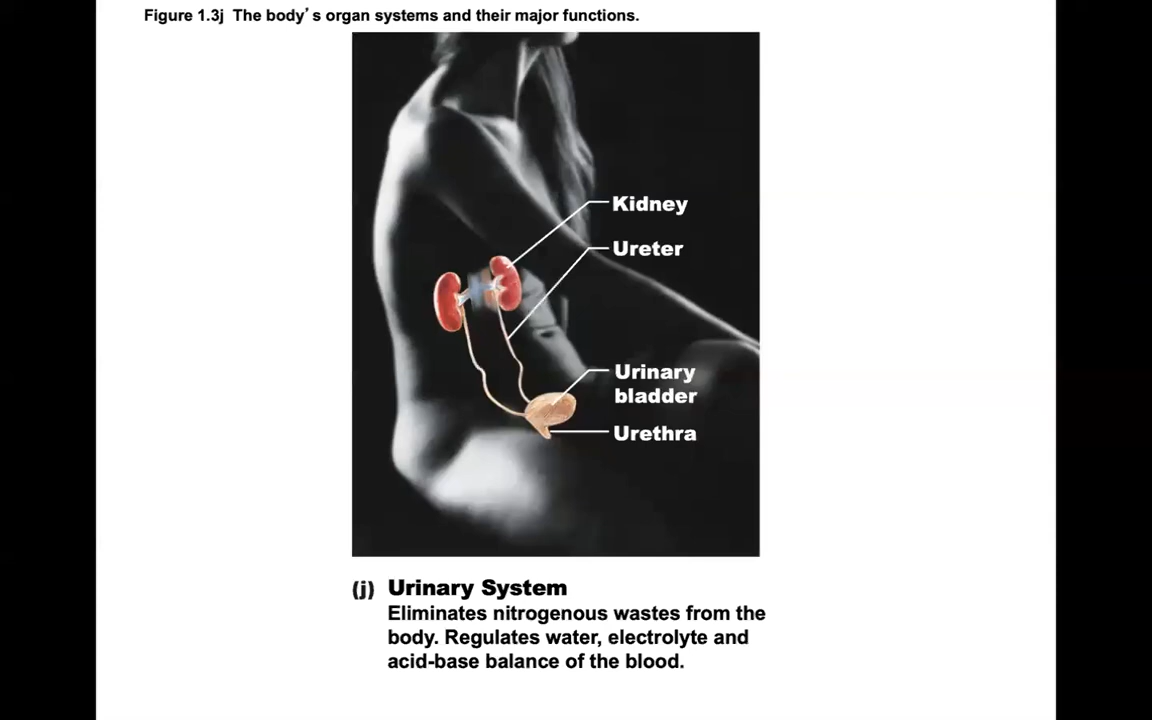 Figure 1.3j The body's organ systems and their major functions.
Kidney
Ureter
Urinary
bladder
Urethra
(j) Urinary System
Eliminates nitrogenous wastes from the
body. Regulates water, electrolyte and
acid-base balance of the blood.